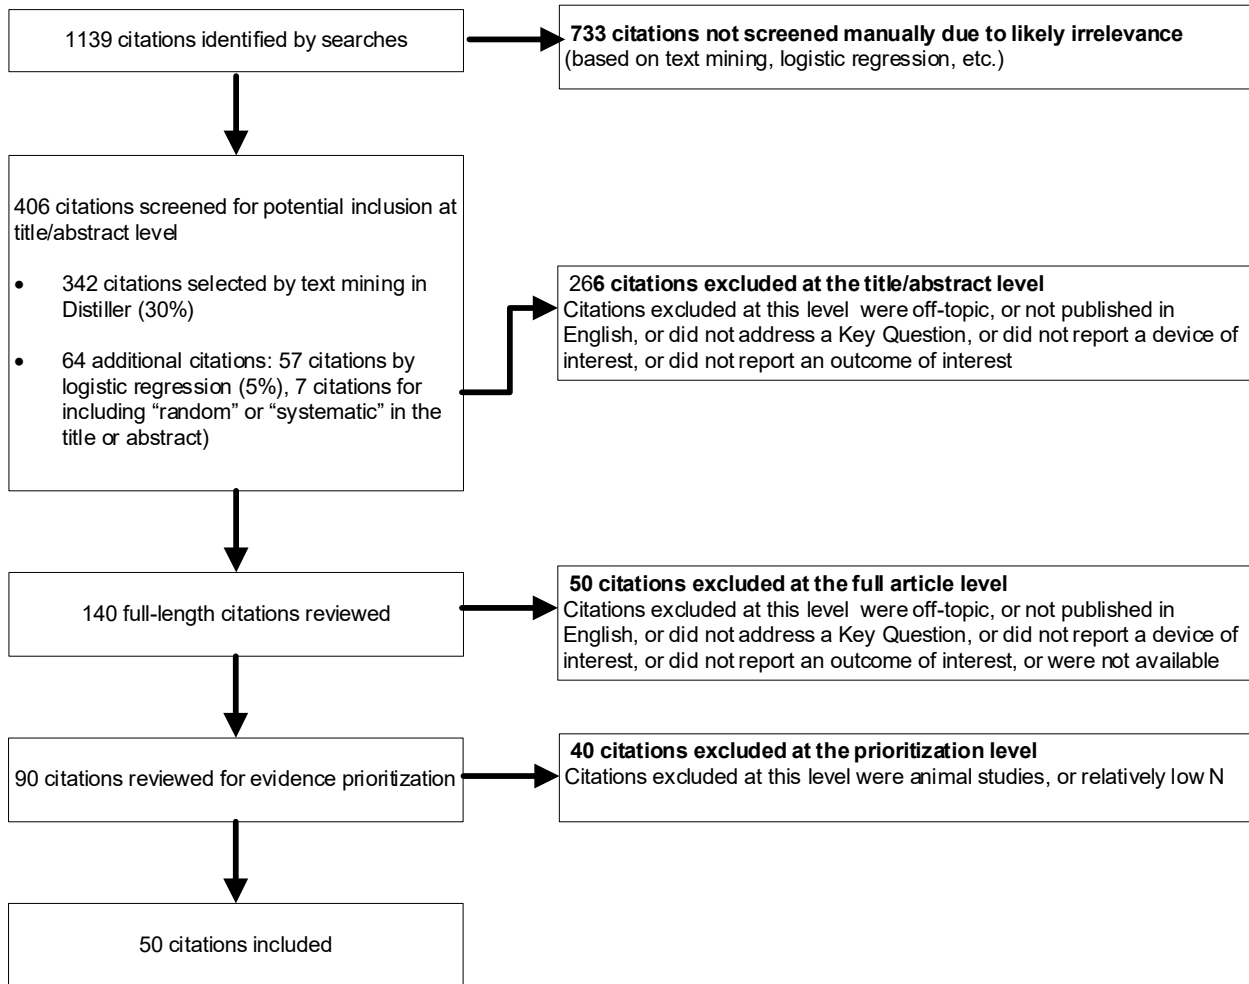 1139 citations identified by searches
733 citations not screened manually due to likely irrelevance
(based on text mining, logistic regression, etc.)
406 citations screened for potential inclusion at
title/abstract level
• 342 citations selected by text mining in
Distiller (30%)
• 64 additional citations: 57 citations by
logistic regression (5%), 7 citations for
including “random” or “systematic” in the
title or abstract)
266 citations excluded at the title/abstract level
Citations excluded at this level were off-topic, or not published in
English, or did not address a Key Question, or did not report a device of
interest, or did not report an outcome of interest
140 full-length citations reviewed
50 citations excluded at the full article level
Citations excluded at this level were off-topic, or not published in
English, or did not address a Key Question, or did not report a device of
interest, or did not report an outcome of interest, or were not available
90 citations reviewed for evidence prioritization
40 citations excluded at the prioritization level
Citations excluded at this level were animal studies, or relatively low N
50 citations included